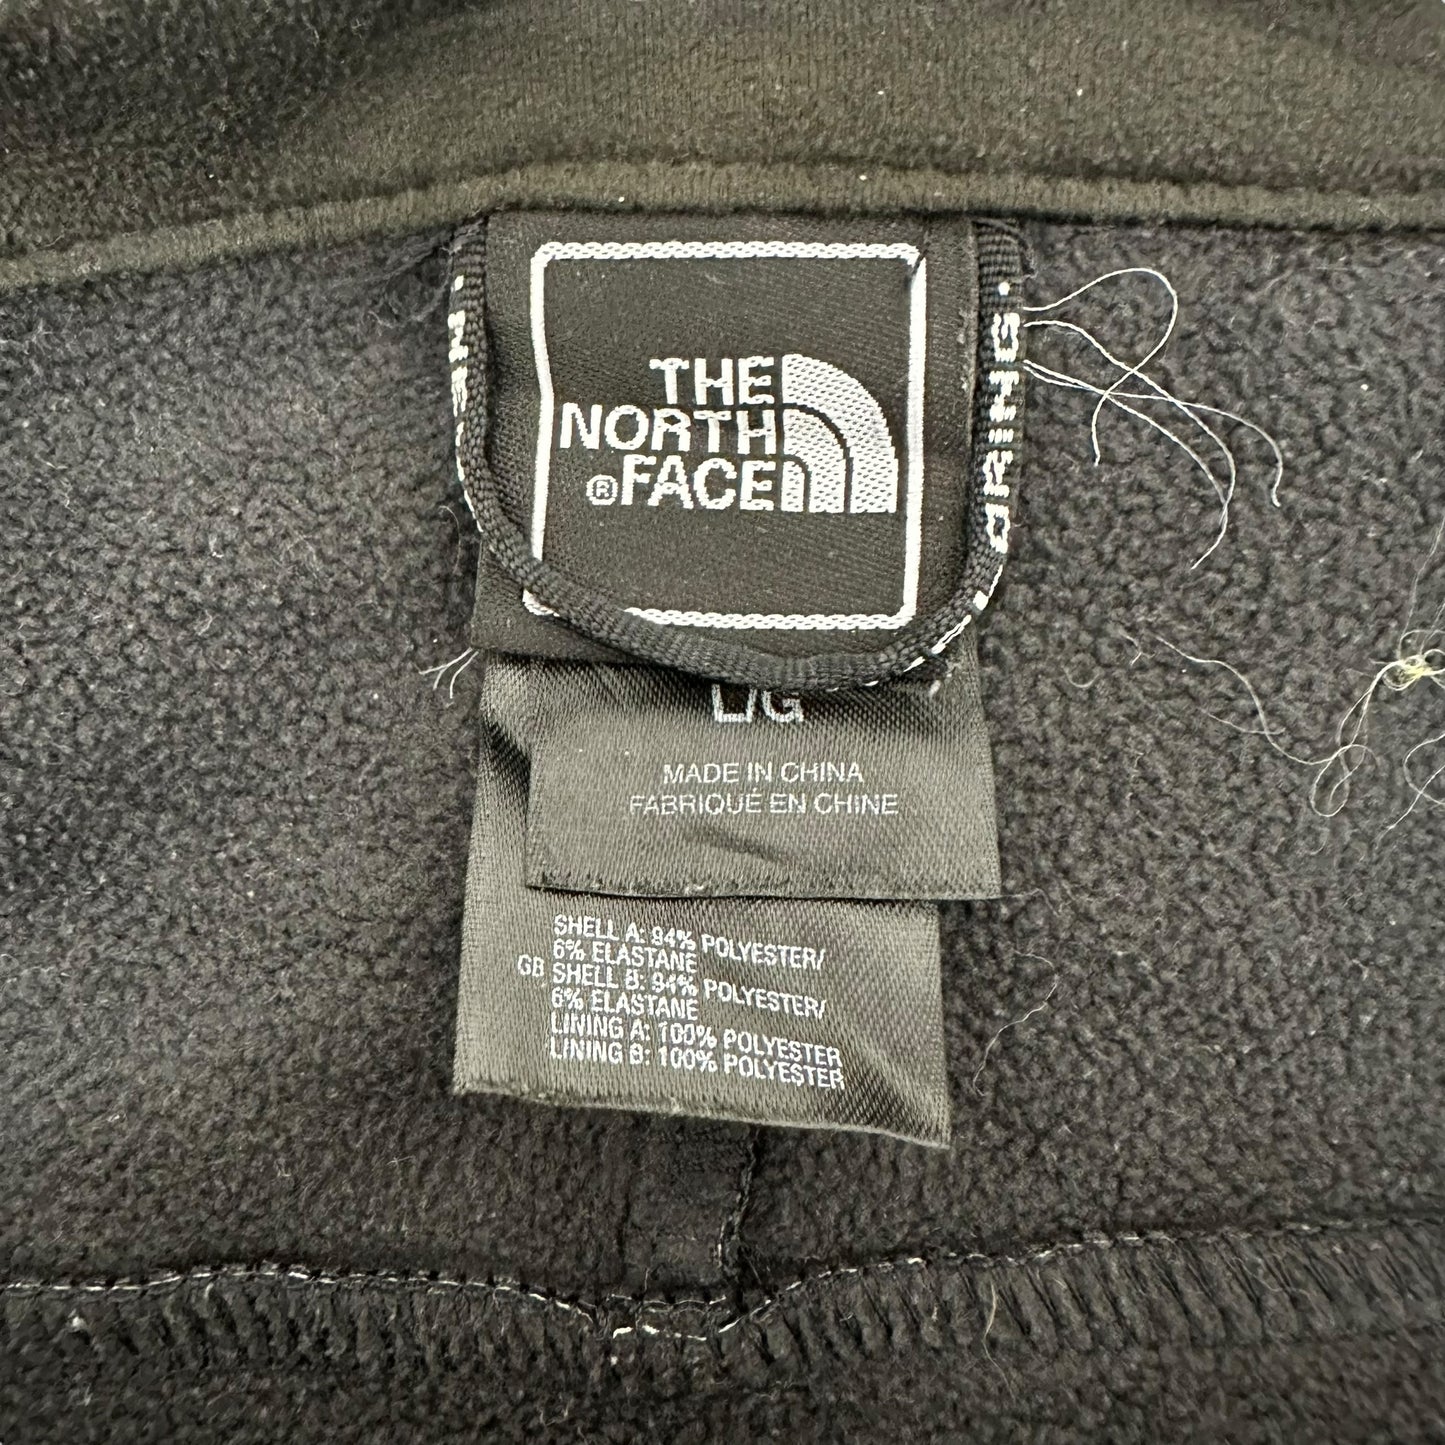 THE
NORTH
®FACE
L/G
MADE IN CHINA
FABRIQUÉ EN CHINE
SHELL A: 94% POLYESTER/
6% ELASTANE
GB SHELL B: 94% POLYESTER/
6% ELASTANE
LINING A: 100% POLYESTER
LINING B: 100% POLYESTER